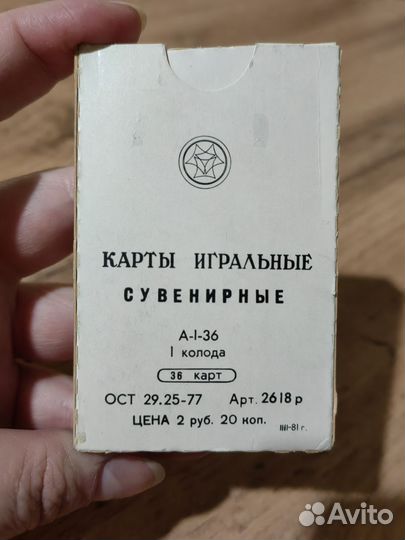 КАРТЫ ИГРАЛЬНЫЕ
СУВЕНИРНЫЕ
А-I-36
I колода
36 карт
ОСТ 29.25-77 Арт. 2618 р
ЦЕНА 2 руб. 20 коп.
Avito